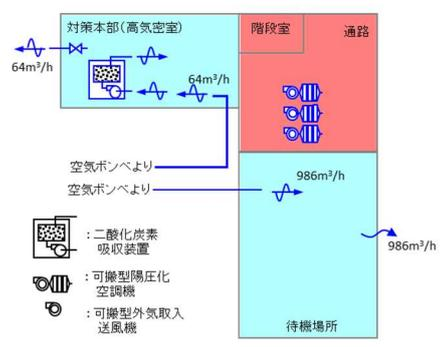 対策本部(高気密室)
階段室
通路
64m³/h
64m³/h
空気ボンベより
空気ボンベより
986m³/h
986m³/h
:二酸化炭素
吸収装置
:可搬型陽圧化
空調機
:可搬型外気取入
送風機
待機場所